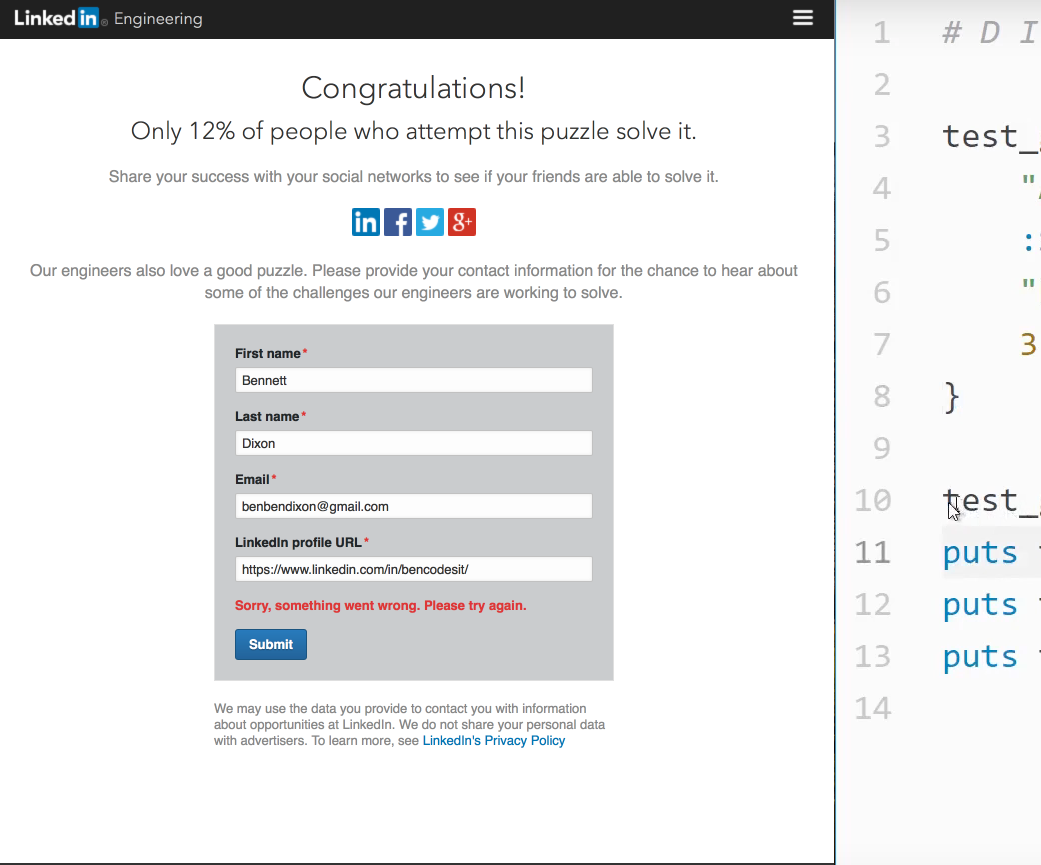 Linked in ® Engineering
Congratulations!
Only 12% of people who attempt this puzzle solve it.
Share your success with your social networks to see if your friends are able to solve it.
in f g+
Our engineers also love a good puzzle. Please provide your contact information for the chance to hear about
some of the challenges our engineers are working to solve.
First name*
Bennett
Last name*
Dixon
Email*
benbendixon@gmail.com
LinkedIn profile URL*
https://www.linkedin.com/in/bencodesit/
Sorry, something went wrong. Please try again.
Submit
We may use the data you provide to contact you with information
about opportunities at LinkedIn. We do not share your personal data
with advertisers. To learn more, see LinkedIn's Privacy Policy
1 # D I
2
3 test_
4 "
5 :
6 "
7 3
8 }
9
10 test_
11 puts
12 puts
13 puts
14